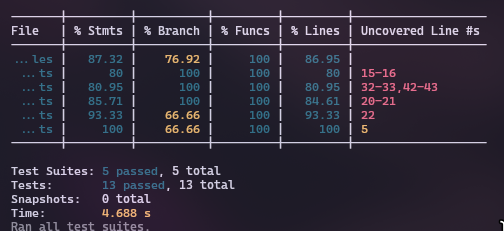 File | % Stmts | % Branch | % Funcs | % Lines | Uncovered Line #s
...les | 87.32 | 76.92 | 100 | 86.95 |
...ts | 80 | 100 | 100 | 80 | 15-16
...ts | 80.95 | 100 | 100 | 80.95 | 32-33,42-43
...ts | 85.71 | 100 | 100 | 84.61 | 20-21
...ts | 93.33 | 66.66 | 100 | 93.33 | 22
...ts | 100 | 66.66 | 100 | 100 | 5
Test Suites: 5 passed, 5 total
Tests: 13 passed, 13 total
Snapshots: 0 total
Time: 4.688 s
Ran all test suites.